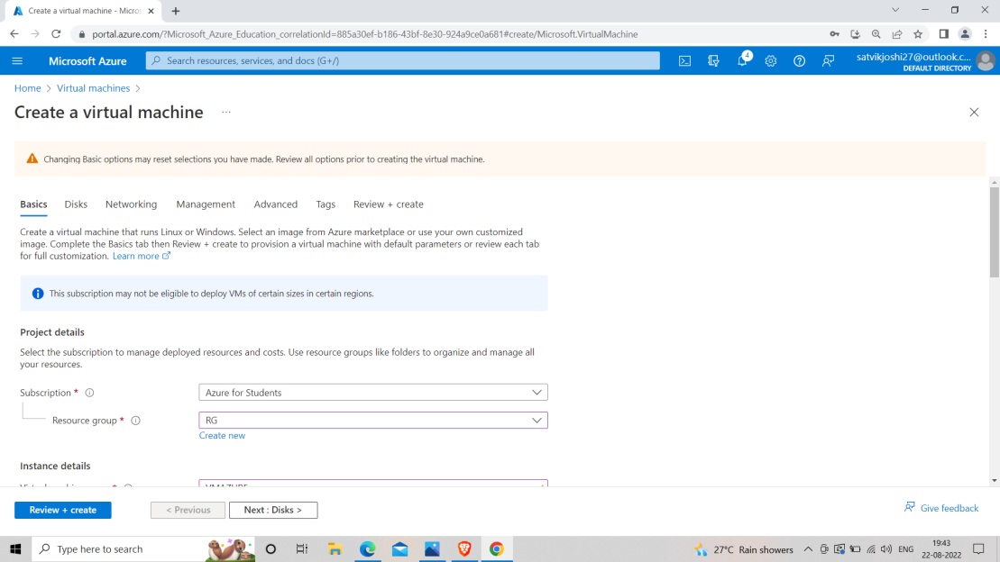 Create a virtual machine - Micros
portal.azure.com/?Microsoft_Azure_Education_correlationId=885a30ef-b186-43bf-8e30-924a9ce0a681#create/Microsoft.VirtualMachine
Microsoft Azure
Search resources, services, and docs (G+/)
4
satvikjoshi27@outlook.c...
DEFAULT DIRECTORY
Home > Virtual machines >
Create a virtual machine ...
Changing Basic options may reset selections you have made. Review all options prior to creating the virtual machine.
Basics Disks Networking Management Advanced Tags Review + create
Create a virtual machine that runs Linux or Windows. Select an image from Azure marketplace or use your own customized
image. Complete the Basics tab then Review + create to provision a virtual machine with default parameters or review each tab
for full customization. Learn more
This subscription may not be eligible to deploy VMs of certain sizes in certain regions.
Project details
Select the subscription to manage deployed resources and costs. Use resource groups like folders to organize and manage all
your resources.
Subscription * Azure for Students
Resource group * RG
Create new
Instance details
VMAZURE
Review + create < Previous Next : Disks > Give feedback
Type here to search
27°C Rain showers
ENG
19:43
22-08-2022